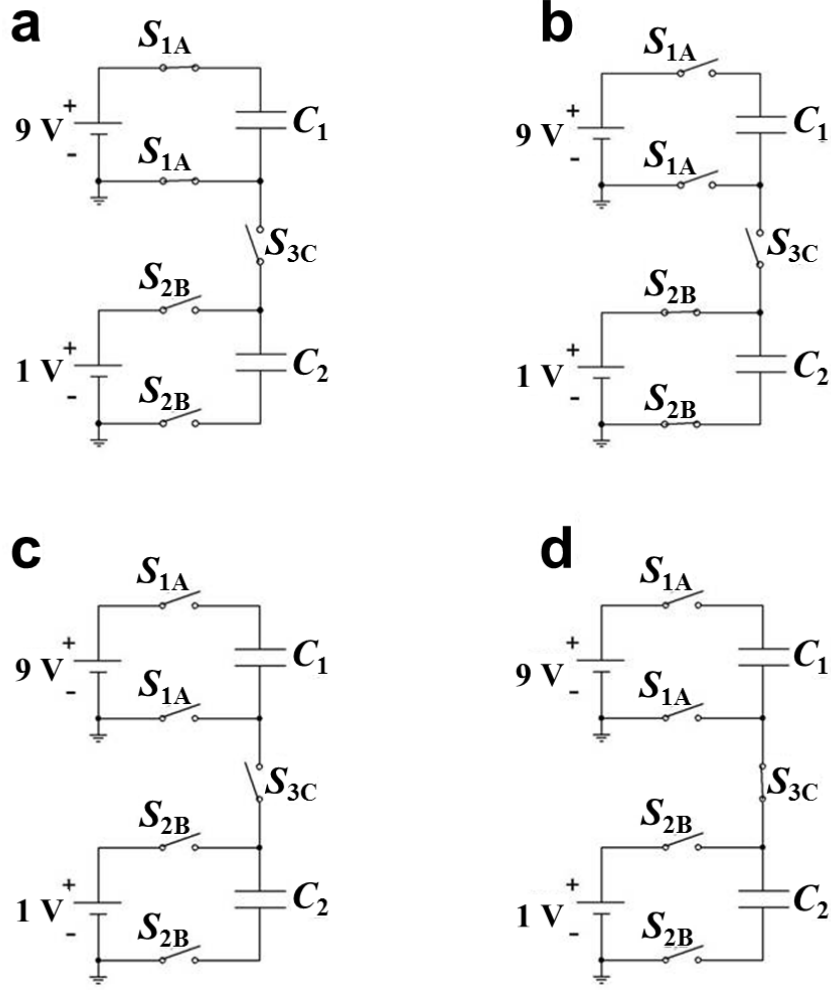 a
S1A
+
9 V
-
C1
S1A
S3C
S2B
+
1 V
-
C2
S2B
b
S1A
+
9 V
-
C1
S1A
S3C
S2B
+
1 V
-
C2
S2B
c
S1A
+
9 V
-
C1
S1A
S3C
S2B
+
1 V
-
C2
S2B
d
S1A
+
9 V
-
C1
S1A
S3C
S2B
+
1 V
-
C2
S2B